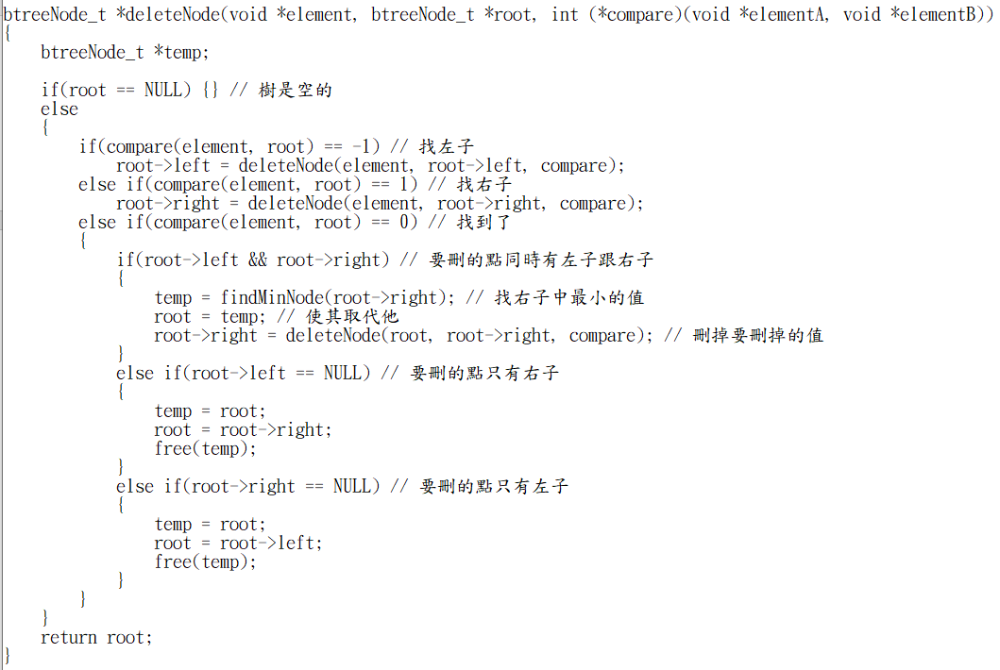 btreeNode_t *deleteNode(void *element, btreeNode_t *root, int (*compare)(void *elementA, void *elementB))
{
    btreeNode_t *temp;

    if(root == NULL) {} // 樹是空的
    else
    {
        if(compare(element, root) == -1) // 找左子
            root->left = deleteNode(element, root->left, compare);
        else if(compare(element, root) == 1) // 找右子
            root->right = deleteNode(element, root->right, compare);
        else if(compare(element, root) == 0) // 找到了
        {
            if(root->left && root->right) // 要刪的點同時有左子跟右子
            {
                temp = findMinNode(root->right); // 找右子中最小的值
                root = temp; // 使其取代他
                root->right = deleteNode(root, root->right, compare); // 刪掉要刪掉的值
            }
            else if(root->left == NULL) // 要刪的點只有右子
            {
                temp = root;
                root = root->right;
                free(temp);
            }
            else if(root->right == NULL) // 要刪的點只有左子
            {
                temp = root;
                root = root->left;
                free(temp);
            }
        }
    }
    return root;
}